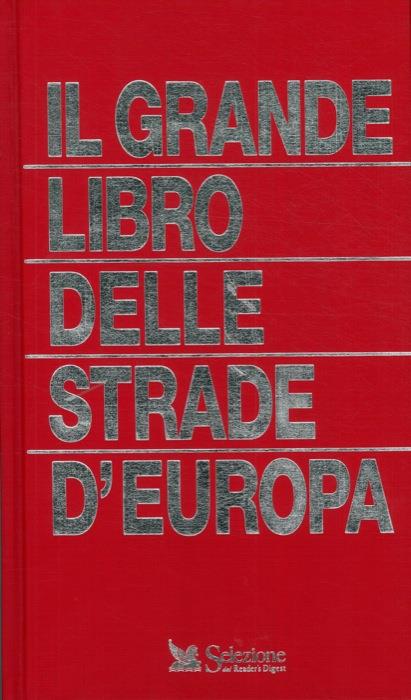 IL GRANDE
LIBRO
DELLE
STRADE
D'EUROPA
Selezione
dal Reader's Digest